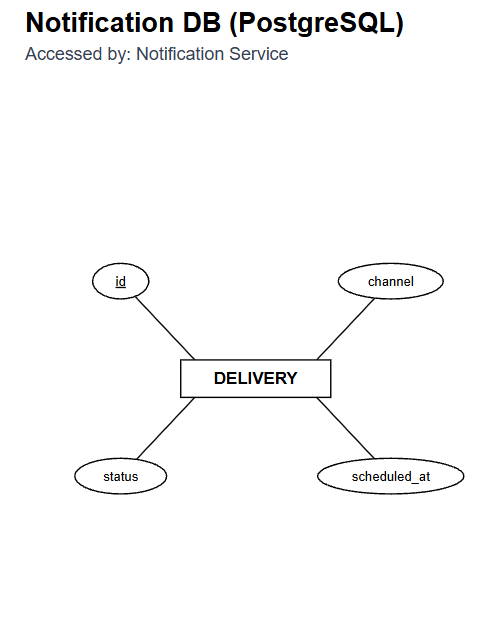 Notification DB (PostgreSQL)
Accessed by: Notification Service
id
channel
DELIVERY
status
scheduled_at